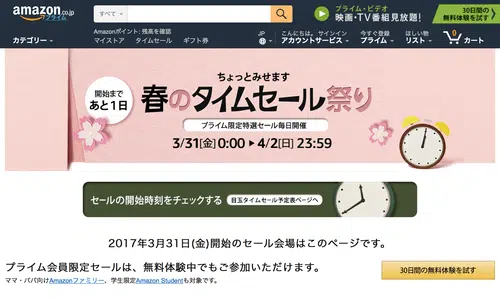 amazon.co.jp
プライム
すべて
プライム・ビデオ
映画・TV番組見放題!
30日間の
無料体験を試す
カテゴリー
Amazonポイント: 残高を確認
マイストア タイムセール ギフト券
JP
こんにちは。サインイン
アカウントサービス
今すぐ登録
プライム
ほしい物
リスト
0
カート
ちょっとみせます
開始まで
あと1日
春のタイムセール祭り
プライム限定特選セール毎日開催
3/31[金]0:00 → 4/2[日]23:59
セールの開始時刻をチェックする
目玉タイムセール予定表ページへ
2017年3月31日(金)開始のセール会場はこのページです。
プライム会員限定セールは、無料体験中でもご参加いただけます。
ママ・パパ向けAmazonファミリー、学生限定Amazon Studentも対象です。
30日間の無料体験を試す